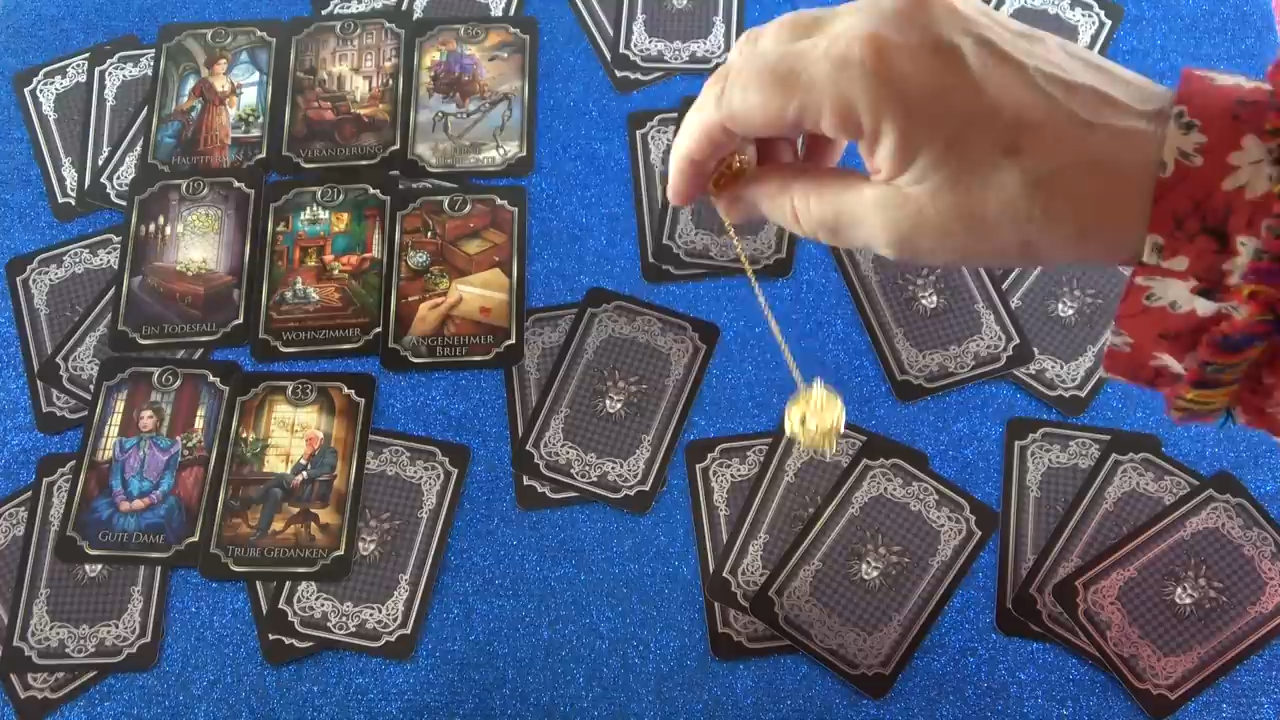 2
HAUPTPERSON
9
VERÄNDERUNG
36
19
EIN TODESFALL
21
WOHNZIMMER
7
ANGENEHMER
BRIEF
6
GUTE DAME
33
TRÜBE GEDANKEN